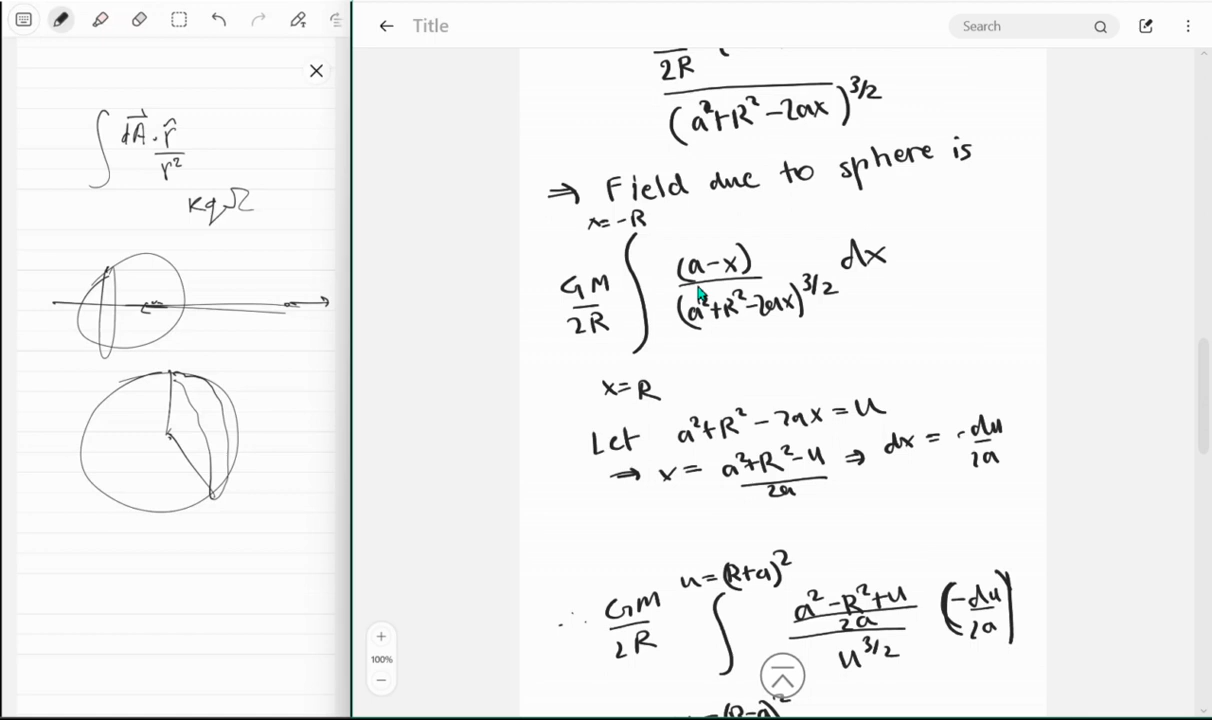 Title
Search
∫ dA⃗ · r̂ / r²
KqΩ
2R
(a²+R²-2ax)^3/2
⇒ Field due to sphere is
x=-R
GM/2R ∫ (a-x)/(a²+R²-2ax)^3/2 dx
x=R
Let a²+R²-2ax = u
⇒ x = (a²+R²-u)/2a ⇒ dx = -du/2a
u=(R+a)²
∴ GM/2R ∫ ((a²-R²+u)/2a)/u^3/2 (-du/2a)
(R-a)²
100%